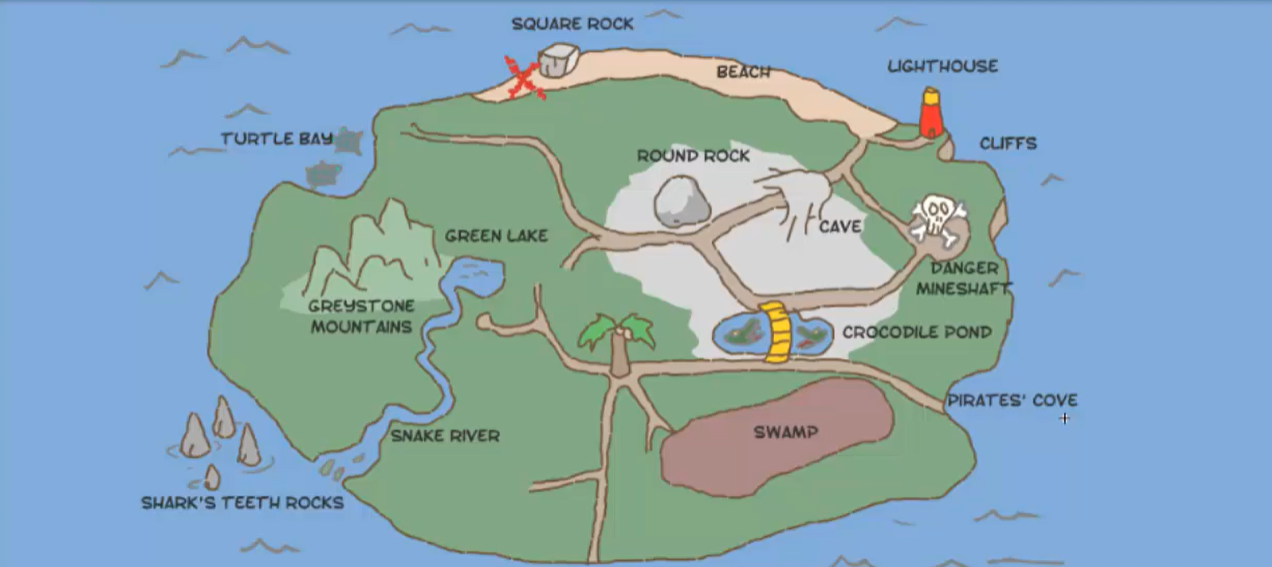 SQUARE ROCK
BEACH
LIGHTHOUSE
TURTLE BAY
CLIFFS
ROUND ROCK
CAVE
GREEN LAKE
DANGER
MINESHAFT
GREYSTONE
MOUNTAINS
CROCODILE POND
PIRATES' COVE
SWAMP
SNAKE RIVER
SHARK'S TEETH ROCKS